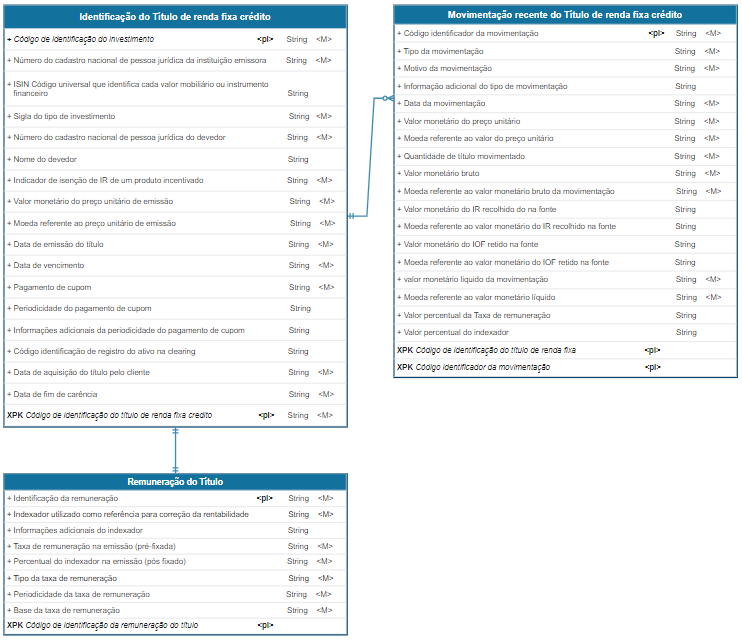 Identificação do Título de renda fixa crédito
+ Código de identificação do investimento <pi> String <M>
+ Número do cadastro nacional de pessoa jurídica da instituição emissora String <M>
+ ISIN Código universal que identifica cada valor mobiliário ou instrumento
financeiro String
+ Sigla do tipo de investimento String <M>
+ Número do cadastro nacional de pessoa jurídica do devedor String <M>
+ Nome do devedor String
+ Indicador de isenção de IR de um produto incentivado String <M>
+ Valor monetário do preço unitário de emissão String <M>
+ Moeda referente ao preço unitário de emissão String <M>
+ Data de emissão do título String <M>
+ Data de vencimento String <M>
+ Pagamento de cupom String <M>
+ Periodicidade do pagamento de cupom String
+ Informações adicionais da periodicidade do pagamento de cupom String
+ Código identificação de registro do ativo na clearing String
+ Data de aquisição do título pelo cliente String <M>
+ Data de fim de carência String <M>
XPK Código de identificação do título de renda fixa credito <pi> String <M>
Movimentação recente do Título de renda fixa crédito
+ Código identificador da movimentação <pi> String <M>
+ Tipo da movimentação String <M>
+ Motivo da movimentação String <M>
+ Informação adicional do tipo de movimentação String
+ Data da movimentação String <M>
+ Valor monetário do preço unitário String <M>
+ Moeda referente ao valor do preço unitário String <M>
+ Quantidade de título movimentado String <M>
+ Valor monetário bruto String <M>
+ Moeda referente ao valor monetário bruto da movimentação String <M>
+ Valor monetário do IR recolhido do na fonte String
+ Moeda referente ao valor monetário do IR recolhido na fonte String
+ Valor monetário do IOF retido na fonte String
+ Moeda referente ao valor monetário do IOF retido na fonte String
+ valor monetário liquido da movimentação String <M>
+ Moeda referente ao valor monetário líquido String <M>
+ Valor percentual da Taxa de remuneração String
+ Valor percentual do indexador String
XPK Código de identificação do título de renda fixa <pi>
XPK Código identificador da movimentação <pi>
Remuneração do Título
+ Identificação da remuneração <pi> String <M>
+ Indexador utilizado como referência para correção da rentabilidade String <M>
+ Informações adicionais do indexador String
+ Taxa de remuneração na emissão (pré-fixada) String <M>
+ Percentual do indexador na emissão (pós fixado) String <M>
+ Tipo da taxa de remuneração String <M>
+ Periodicidade da taxa de remuneração String <M>
+ Base da taxa de remuneração String <M>
XPK Código de identificação da remuneração do título <pi>